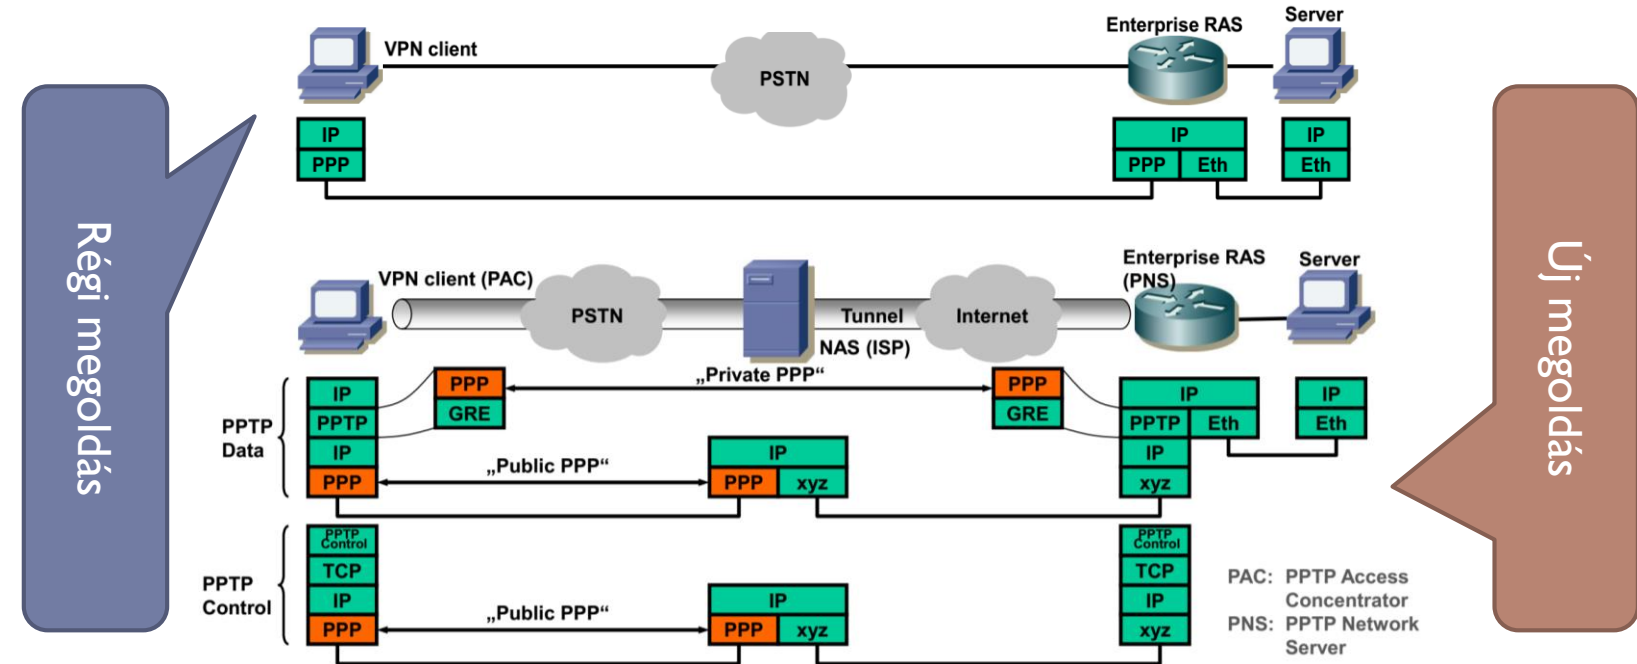 Régi megoldás
VPN client
PSTN
Enterprise RAS
Server
IP
PPP
IP
PPP Eth
IP
Eth
VPN client (PAC)
PSTN
Tunnel
NAS (ISP)
Internet
Enterprise RAS
(PNS)
Server
PPTP
Data
IP
PPTP
IP
PPP
PPP
GRE
„Private PPP“
PPP
GRE
„Public PPP“
IP
PPP xyz
IP
PPTP Eth
IP
xyz
IP
Eth
PPTP
Control
PPTP
Control
TCP
IP
PPP
„Public PPP“
IP
PPP xyz
PPTP
Control
TCP
IP
xyz
PAC: PPTP Access
Concentrator
PNS: PPTP Network
Server
Új megoldás